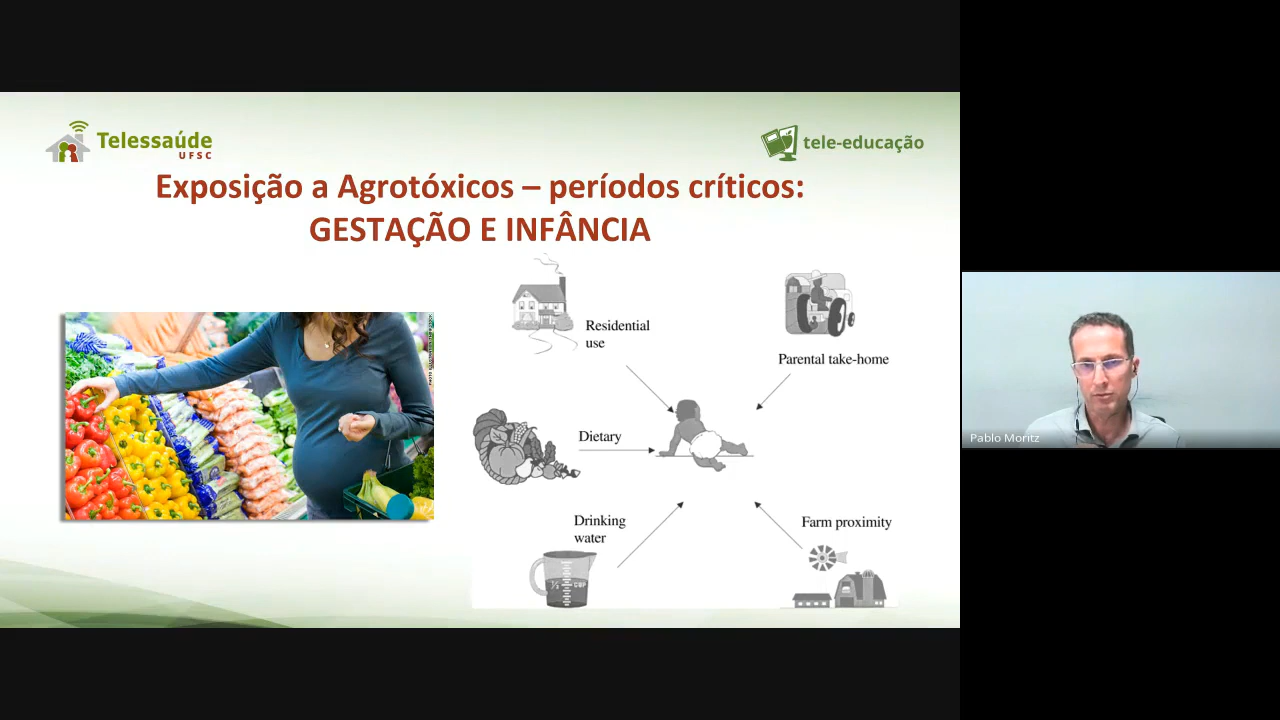 Telessaúde
UFSC
tele-educação
Exposição a Agrotóxicos – períodos críticos:
GESTAÇÃO E INFÂNCIA
Residential
use
Parental take-home
Dietary
Drinking
water
Farm proximity
Pablo Moritz